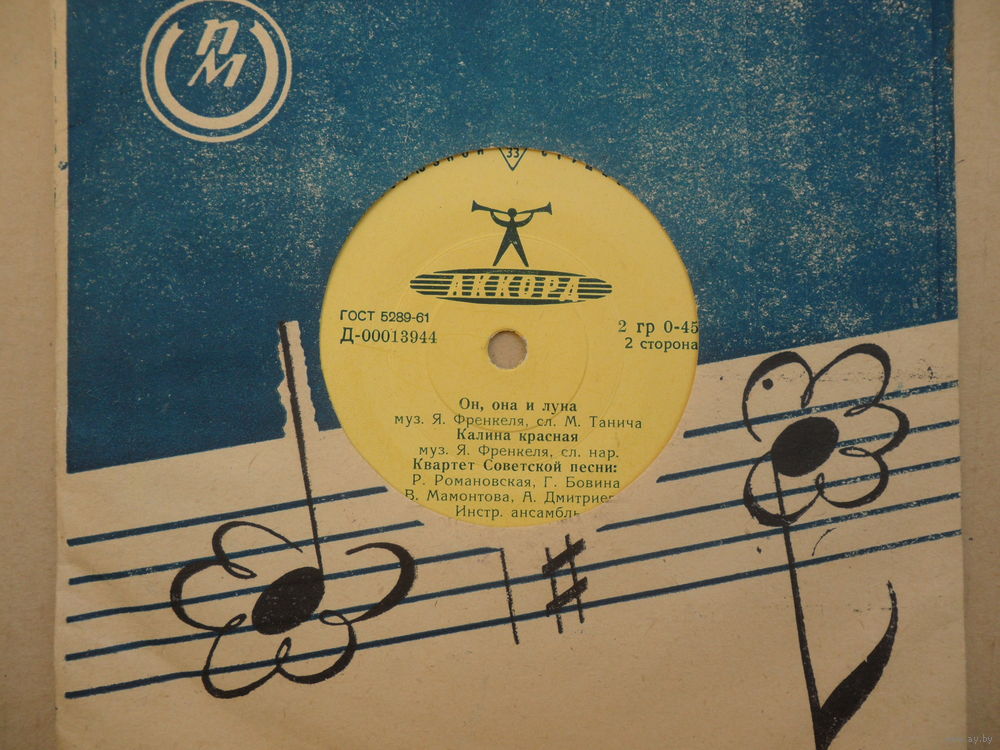 ПМ
33
АККОРД
ГОСТ 5289-61
Д-00013944
2 гр 0-45
2 сторона
Он, она и луна
муз. Я. Френкеля, сл. М. Танича
Калина красная
муз. Я. Френкеля, сл. нар.
Квартет Советской песни:
Р. Романовская, Г. Бовина
В. Мамонтова, А. Дмитриев
Инстр. ансамбль